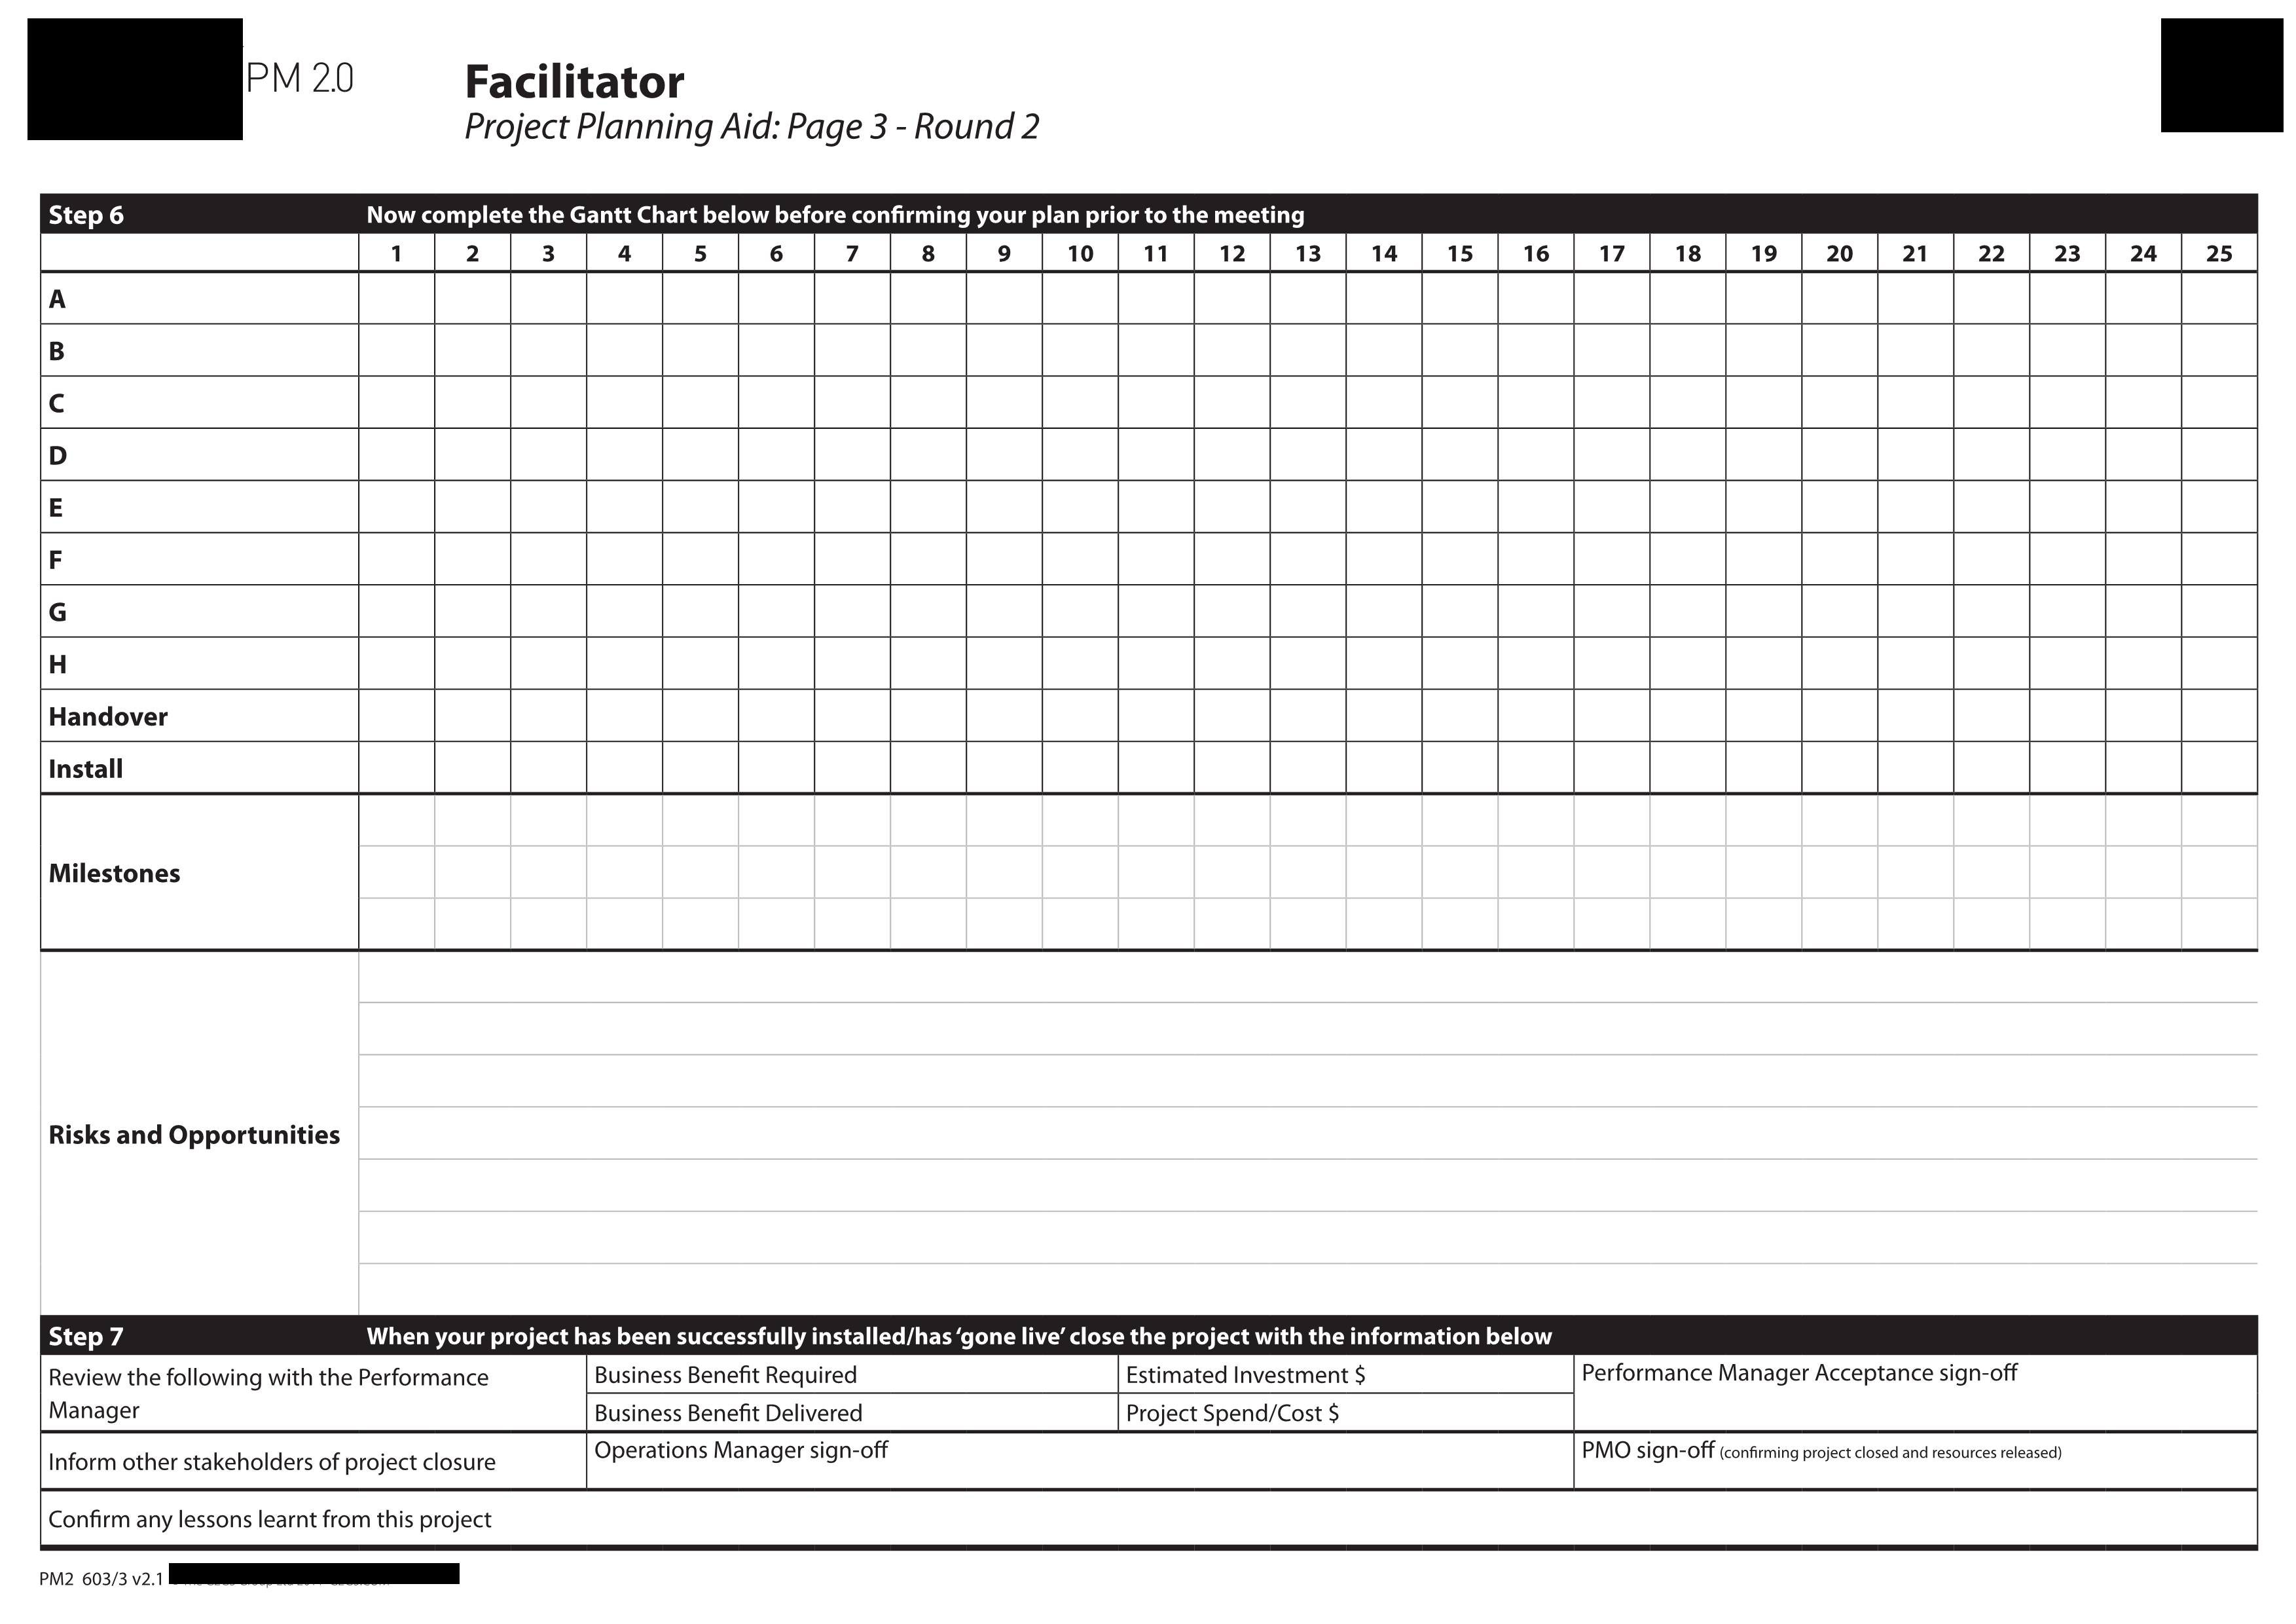 PM 2.0
Facilitator
Project Planning Aid: Page 3 - Round 2
Step 6 Now complete the Gantt Chart below before confirming your plan prior to the meeting
1 2 3 4 5 6 7 8 9 10 11 12 13 14 15 16 17 18 19 20 21 22 23 24 25
A
B
C
D
E
F
G
H
Handover
Install
Milestones
Risks and Opportunities
Step 7 When your project has been successfully installed/has ‘gone live’ close the project with the information below
Review the following with the Performance
Manager
Business Benefit Required
Business Benefit Delivered
Estimated Investment $
Project Spend/Cost $
Performance Manager Acceptance sign-off
Inform other stakeholders of project closure
Operations Manager sign-off
PMO sign-off (confirming project closed and resources released)
Confirm any lessons learnt from this project
PM2 603/3 v2.1